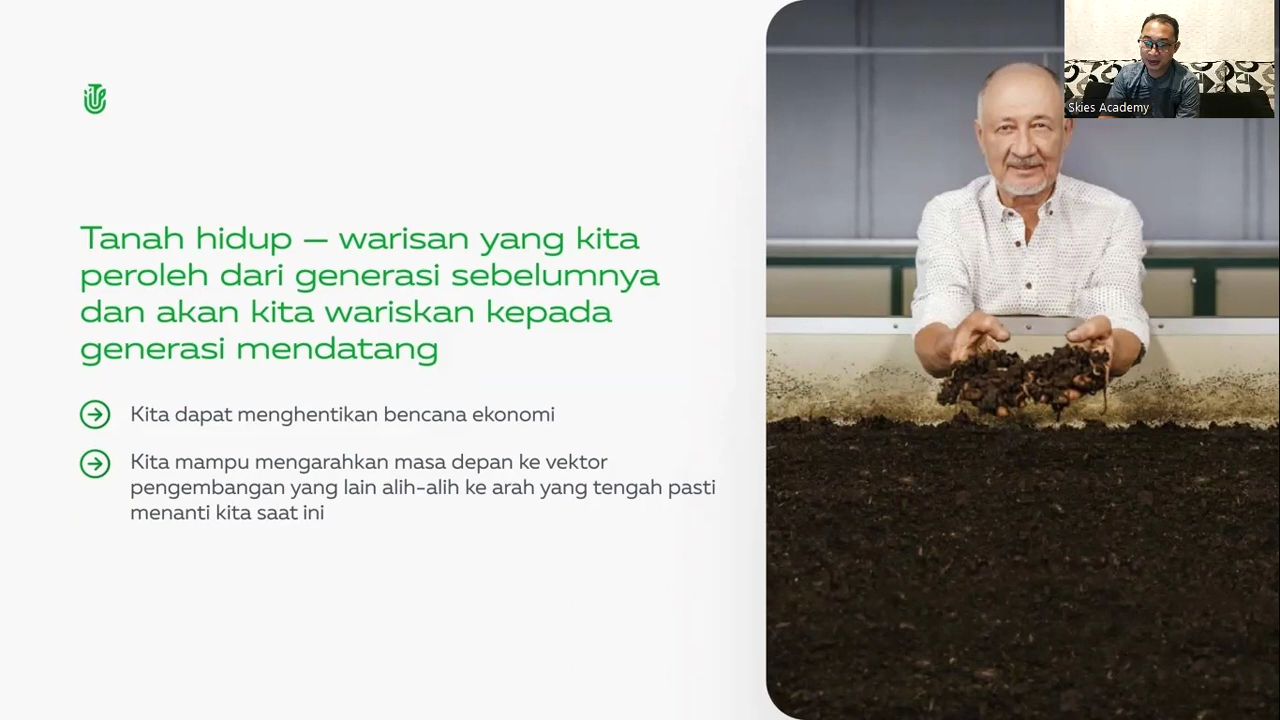 Skies Academy
Tanah hidup — warisan yang kita
peroleh dari generasi sebelumnya
dan akan kita wariskan kepada
generasi mendatang
Kita dapat menghentikan bencana ekonomi
Kita mampu mengarahkan masa depan ke vektor
pengembangan yang lain alih-alih ke arah yang tengah pasti
menanti kita saat ini